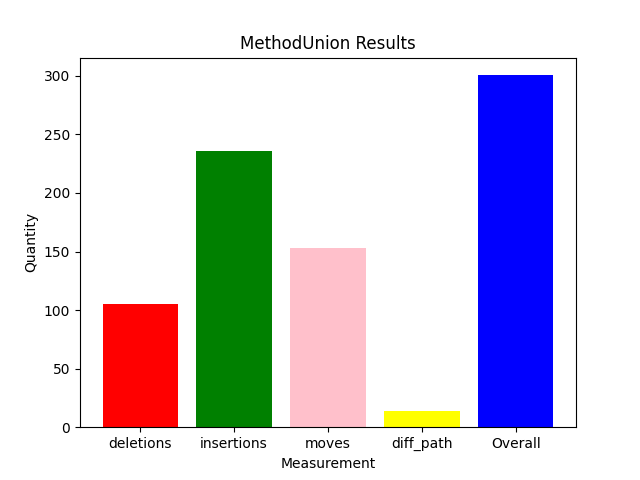 MethodUnion Results
300
250
200
150
100
50
0
Quantity
deletions insertions moves diff_path Overall
Measurement